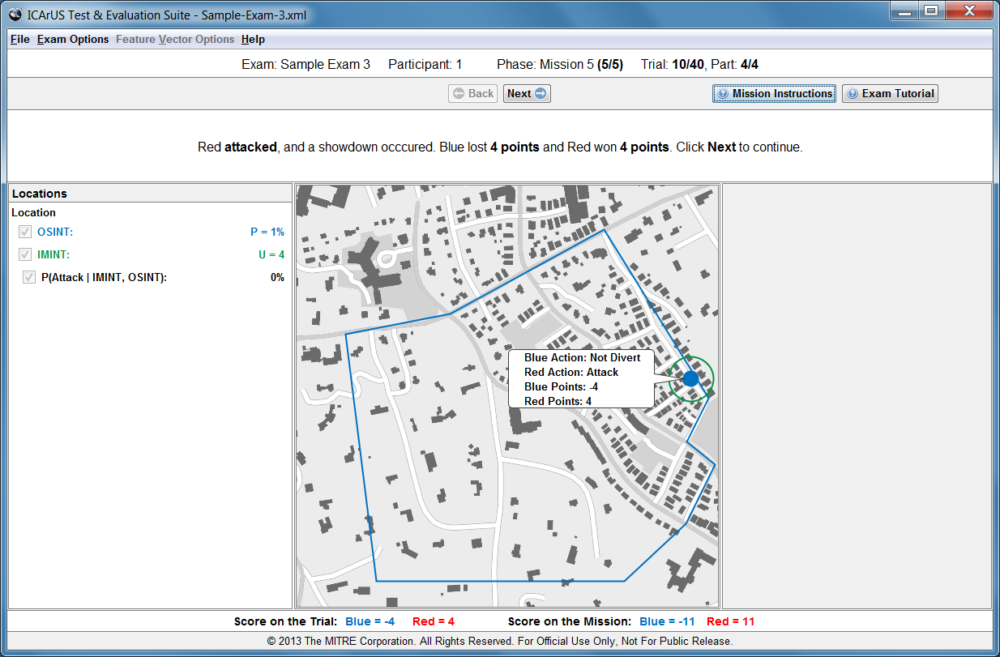 ICArUS Test & Evaluation Suite - Sample-Exam-3.xml
File Exam Options Feature Vector Options Help
Exam: Sample Exam 3 Participant: 1 Phase: Mission 5 (5/5) Trial: 10/40, Part: 4/4
Back Next Mission Instructions Exam Tutorial
Red attacked, and a showdown occcured. Blue lost 4 points and Red won 4 points. Click Next to continue.
Locations
Location
OSINT: P = 1%
IMINT: U = 4
P(Attack | IMINT, OSINT): 0%
Blue Action: Not Divert
Red Action: Attack
Blue Points: -4
Red Points: 4
Score on the Trial: Blue = -4 Red = 4 Score on the Mission: Blue = -11 Red = 11
© 2013 The MITRE Corporation. All Rights Reserved. For Official Use Only, Not For Public Release.